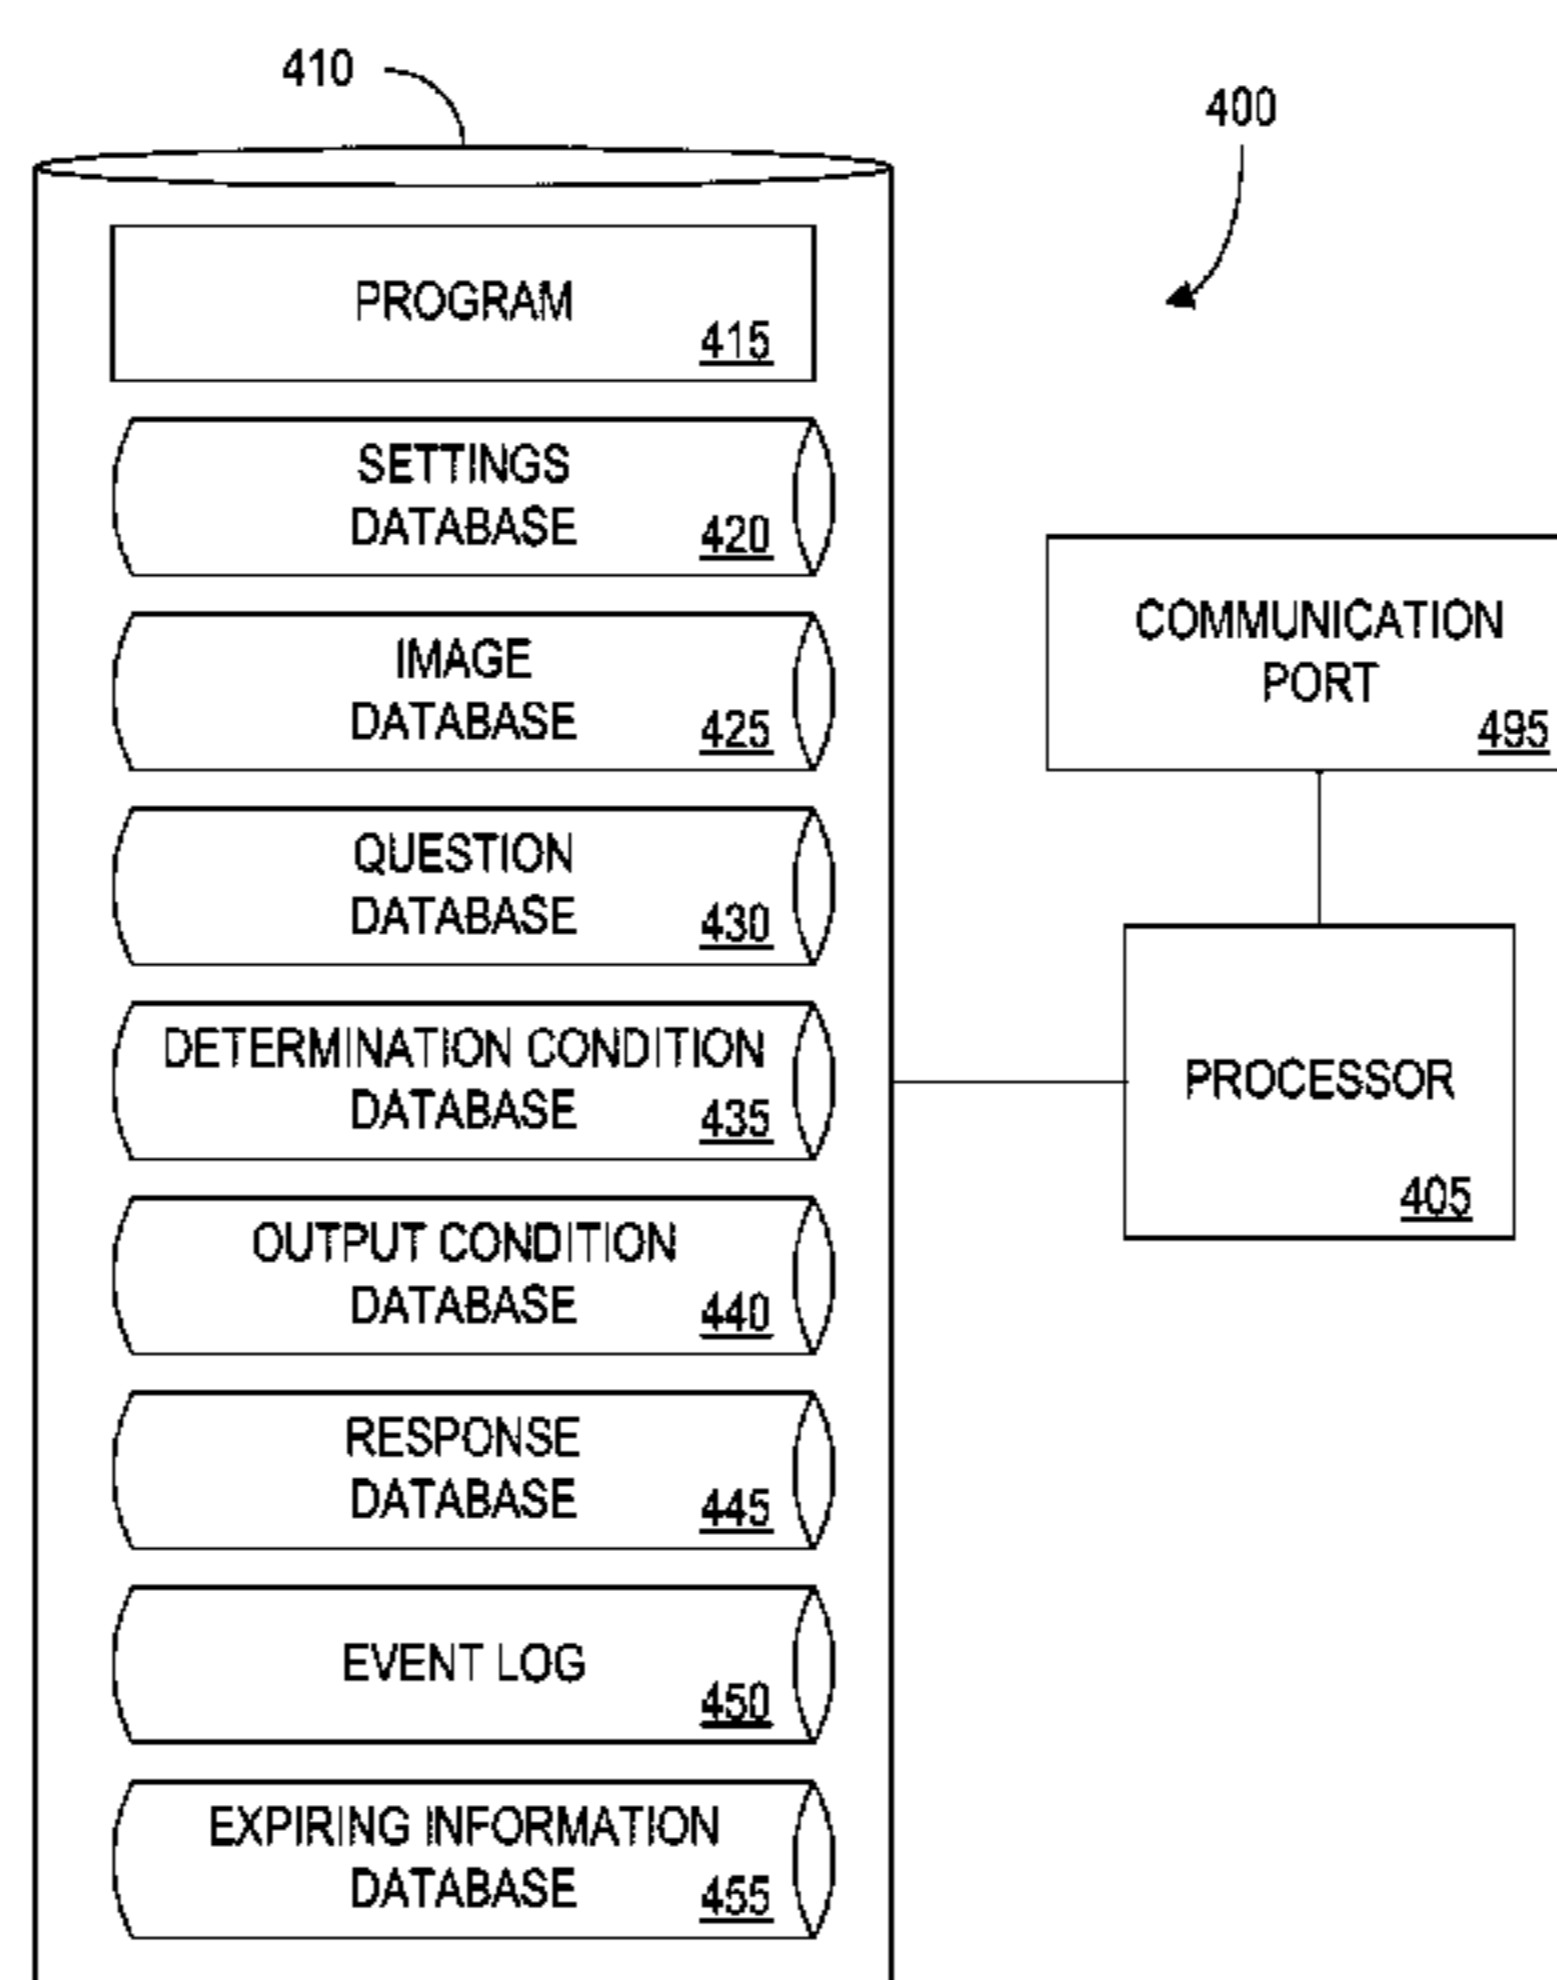 410
400
PROGRAM
415
SETTINGS
DATABASE
420
IMAGE
DATABASE
425
QUESTION
DATABASE
430
DETERMINATION CONDITION
DATABASE
435
OUTPUT CONDITION
DATABASE
440
RESPONSE
DATABASE
445
EVENT LOG
450
EXPIRING INFORMATION
DATABASE
455
COMMUNICATION
PORT
495
PROCESSOR
405